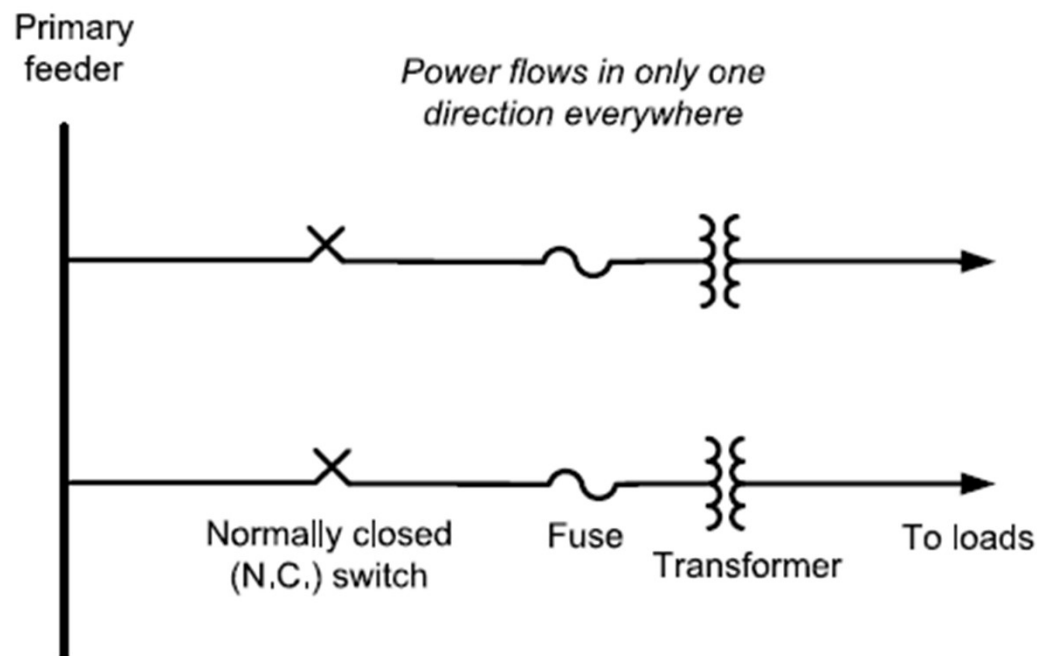 Primary
feeder
Power flows in only one
direction everywhere
Normally closed
(N.C.) switch
Fuse
Transformer
To loads